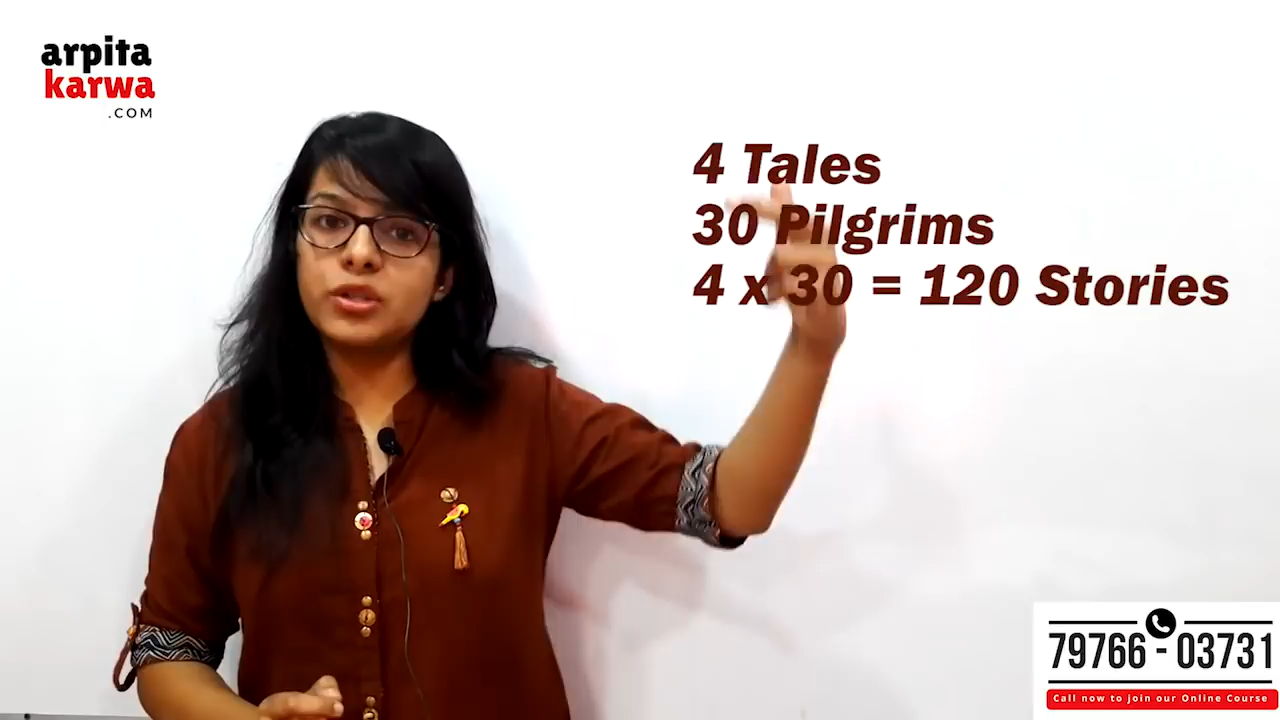 arpita
karwa
.COM
4 Tales
30 Pilgrims
4 x 30 = 120 Stories
79766 - 03731
Call now to join our Online Course